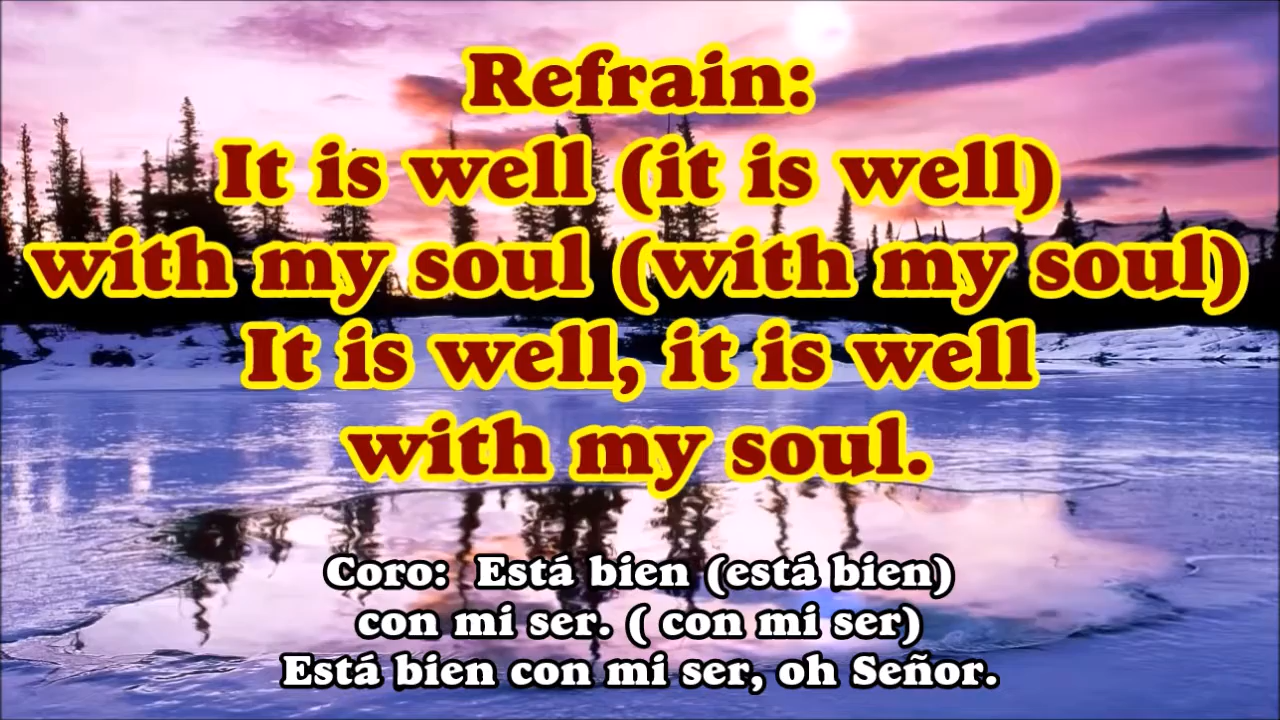 Refrain:
It is well (it is well)
with my soul (with my soul)
It is well, it is well
with my soul.
Coro:  Está bien (está bien)
con mi ser. ( con mi ser)
Está bien con mi ser, oh Señor.